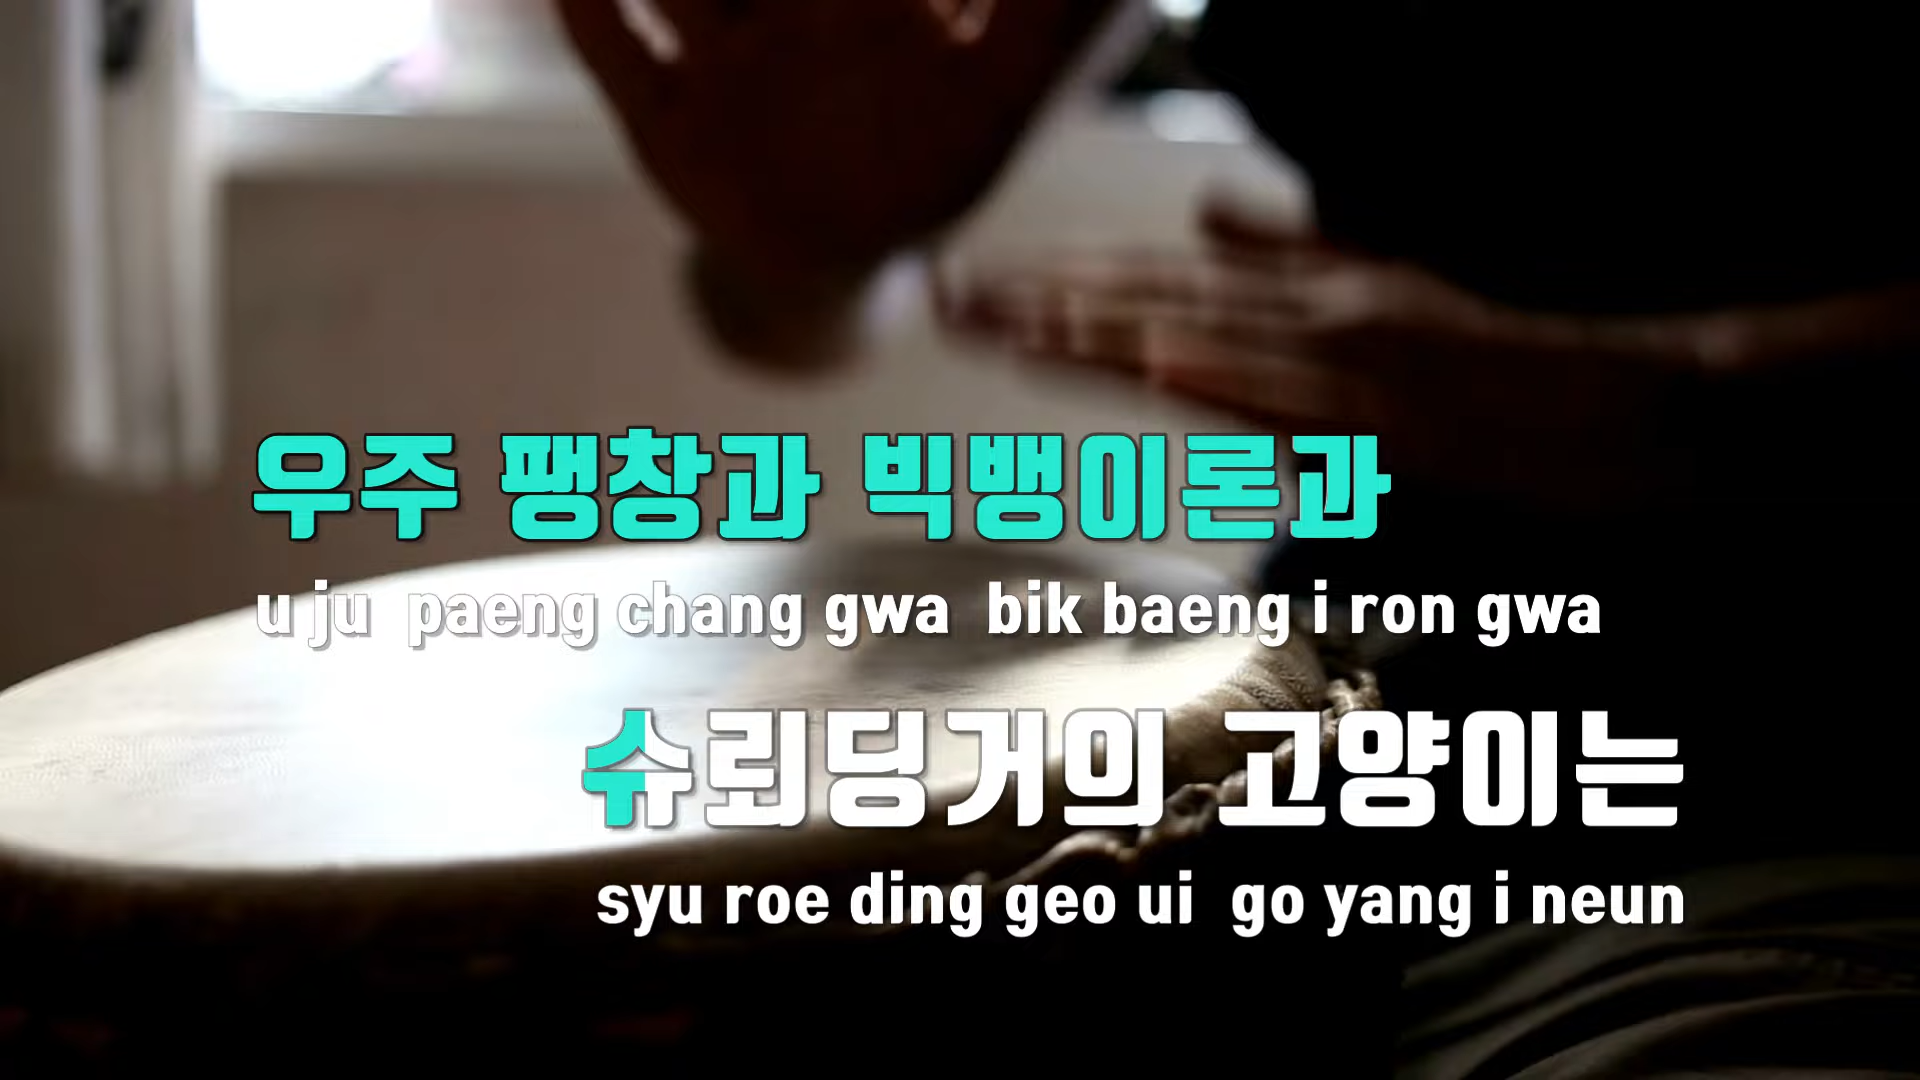 우주 팽창과 빅뱅이론과
u ju paeng chang gwa bik baeng i ron gwa
슈뢰딩거의 고양이는
syu roe ding geo ui go yang i neun